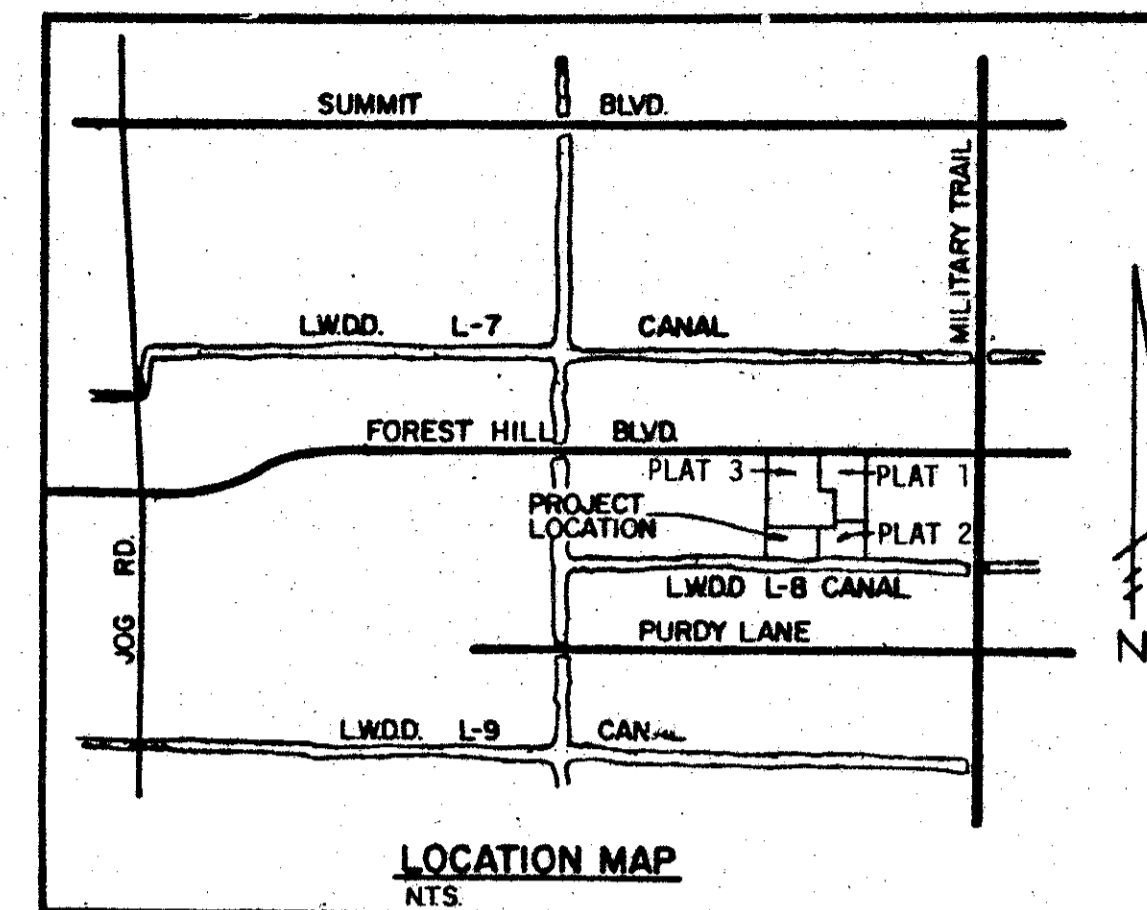 SUMMIT BLVD.
MILITARY TRAIL
L.W.D.D. L-7 CANAL
FOREST HILL BLVD.
PLAT 3 PLAT 1
PROJECT
LOCATION
PLAT 2
L.W.D.D L-8 CANAL
JOG RD.
PURDY LANE
N
L.W.D.D. L-9 CANAL
LOCATION MAP
N.T.S.